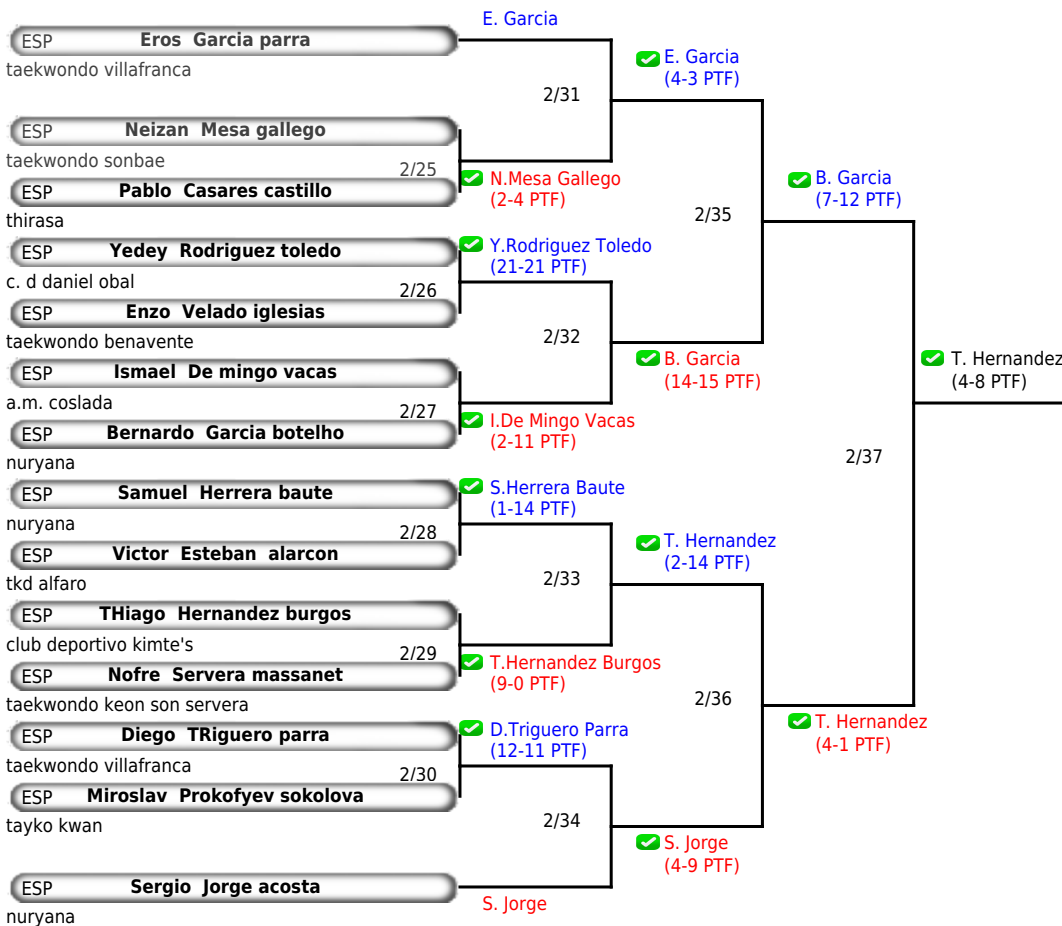 E. Garcia
ESP Eros Garcia parra
taekwondo villafranca
E. Garcia
(4-3 PTF)
2/31
ESP Neizan Mesa gallego
taekwondo sonbae
2/25
ESP Pablo Casares castillo
N.Mesa Gallego
(2-4 PTF)
thirasa
B. Garcia
(7-12 PTF)
2/35
ESP Yedey Rodriguez toledo
Y.Rodriguez Toledo
(21-21 PTF)
c. d daniel obal
2/26
ESP Enzo Velado iglesias
taekwondo benavente
2/32
ESP Ismael De mingo vacas
B. Garcia
(14-15 PTF)
T. Hernandez
(4-8 PTF)
a.m. coslada
2/27
ESP Bernardo Garcia botelho
I.De Mingo Vacas
(2-11 PTF)
nuryana
2/37
ESP Samuel Herrera baute
S.Herrera Baute
(1-14 PTF)
nuryana
2/28
ESP Victor Esteban alarcon
T. Hernandez
(2-14 PTF)
tkd alfaro
2/33
ESP THiago Hernandez burgos
club deportivo kimte's
2/29
ESP Nofre Servera massanet
T.Hernandez Burgos
(9-0 PTF)
taekwondo keon son servera
2/36
ESP Diego TRiguero parra
D.Triguero Parra
(12-11 PTF)
T. Hernandez
(4-1 PTF)
taekwondo villafranca
2/30
ESP Miroslav Prokofyev sokolova
tayko kwan
2/34
S. Jorge
(4-9 PTF)
ESP Sergio Jorge acosta
S. Jorge
nuryana